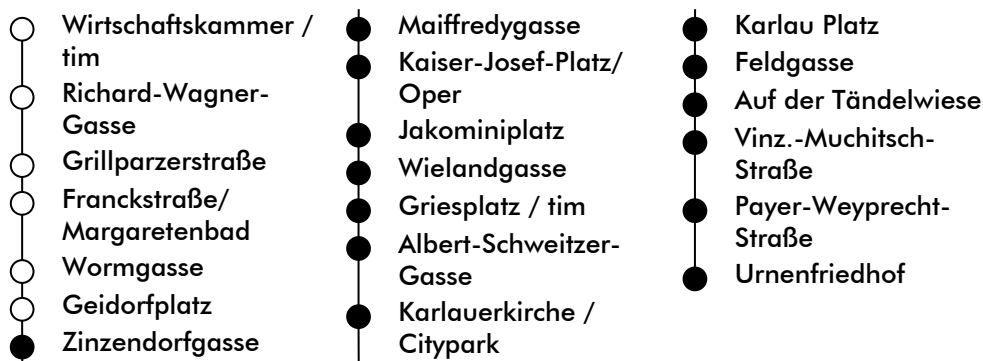 Wirtschaftskammer /
tim
Richard-Wagner-
Gasse
Grillparzerstraße
Franckstraße/
Margaretenbad
Wormgasse
Geidorfplatz
Zinzendorfgasse
Maiffredygasse
Kaiser-Josef-Platz/
Oper
Jakominiplatz
Wielandgasse
Griesplatz / tim
Albert-Schweitzer-
Gasse
Karlauerkirche /
Citypark
Karlau Platz
Feldgasse
Auf der Tändelwiese
Vinz.-Muchitsch-
Straße
Payer-Weyprecht-
Straße
Urnenfriedhof